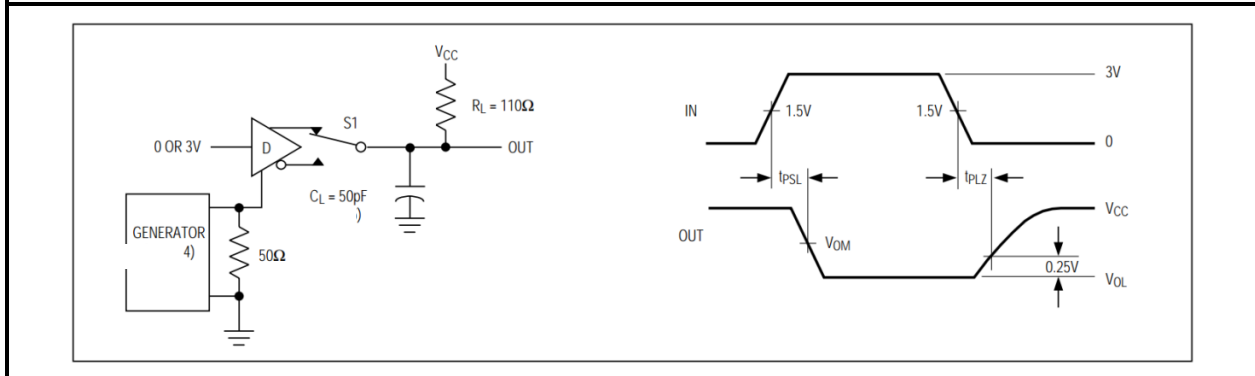 VCC
RL = 110Ω
S1
0 OR 3V
D
OUT
CL = 50pF
)
GENERATOR
4)
50Ω
3V
IN
1.5V
1.5V
0
tPSL
tPLZ
VCC
OUT
VOM
0.25V
VOL